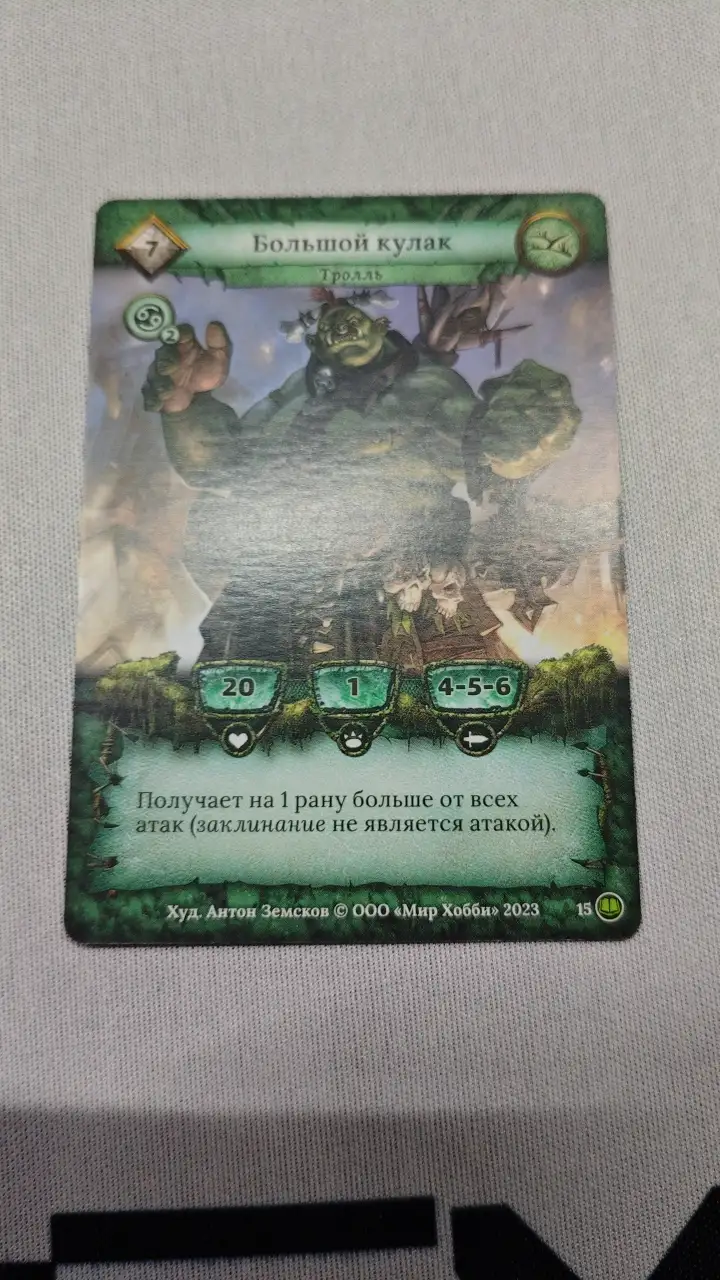 7
Большой кулак
Тролль
2
20
1
4-5-6
Получает на 1 рану больше от всех
атак (заклинание не является атакой).
Худ. Антон Земсков © ООО «Мир Хобби» 2023
15